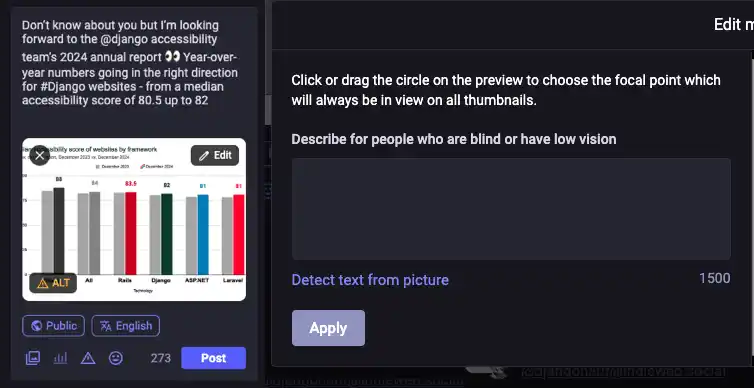 Don't know about you but I'm looking
forward to the @django accessibility
team's 2024 annual report 👀 Year-over-
year numbers going in the right direction
for #Django websites - from a median
accessibility score of 80.5 up to 82
score of websites by framework
December 2023 vs. December 2024
December 2023 December 2024
Edit
88 84 83.5 82 81 81
ALT
All Rails Django ASP.NET Laravel
Technology
Public English
273 Post
Edit
Click or drag the circle on the preview to choose the focal point which
will always be in view on all thumbnails.
Describe for people who are blind or have low vision
Detect text from picture 1500
Apply